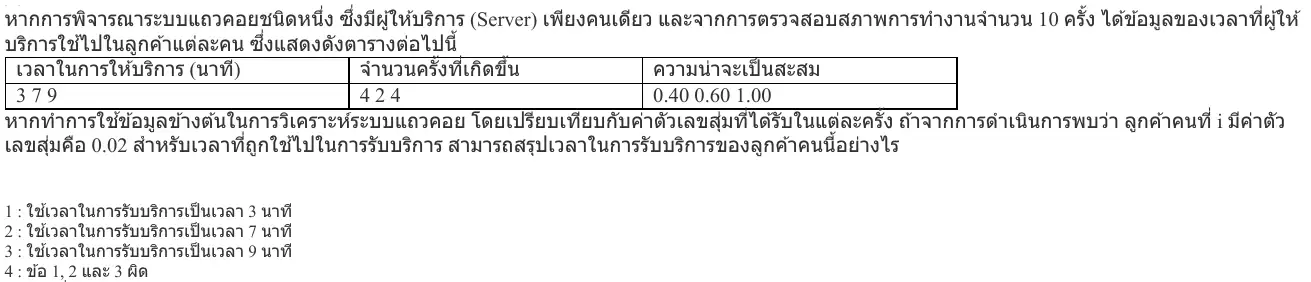 หากการพิจารณาระบบแถวคอยชนิดหนึ่ง ซึ่งมีผู้ให้บริการ (Server) เพียงคนเดียว และจากการตรวจสอบสภาพการทำงานจำนวน 10 ครั้ง ได้ข้อมูลของเวลาที่ผู้ให้
บริการใช้ไปในลูกค้าแต่ละคน ซึ่งแสดงดังตารางต่อไปนี้
เวลาในการให้บริการ (นาที) จำนวนครั้งที่เกิดขึ้น ความน่าจะเป็นสะสม
3 7 9 4 2 4 0.40 0.60 1.00
หากทำการใช้ข้อมูลข้างต้นในการวิเคราะห์ระบบแถวคอย โดยเปรียบเทียบกับค่าตัวเลขสุ่มที่ได้รับในแต่ละครั้ง ถ้าจากการดำเนินการพบว่า ลูกค้าคนที่ i มีค่าตัว
เลขสุ่มคือ 0.02 สำหรับเวลาที่ถูกใช้ไปในการรับบริการ สามารถสรุปเวลาในการรับบริการของลูกค้าคนนี้อย่างไร
1 : ใช้เวลาในการรับบริการเป็นเวลา 3 นาที
2 : ใช้เวลาในการรับบริการเป็นเวลา 7 นาที
3 : ใช้เวลาในการรับบริการเป็นเวลา 9 นาที
4 : ข้อ 1, 2 และ 3 ผิด